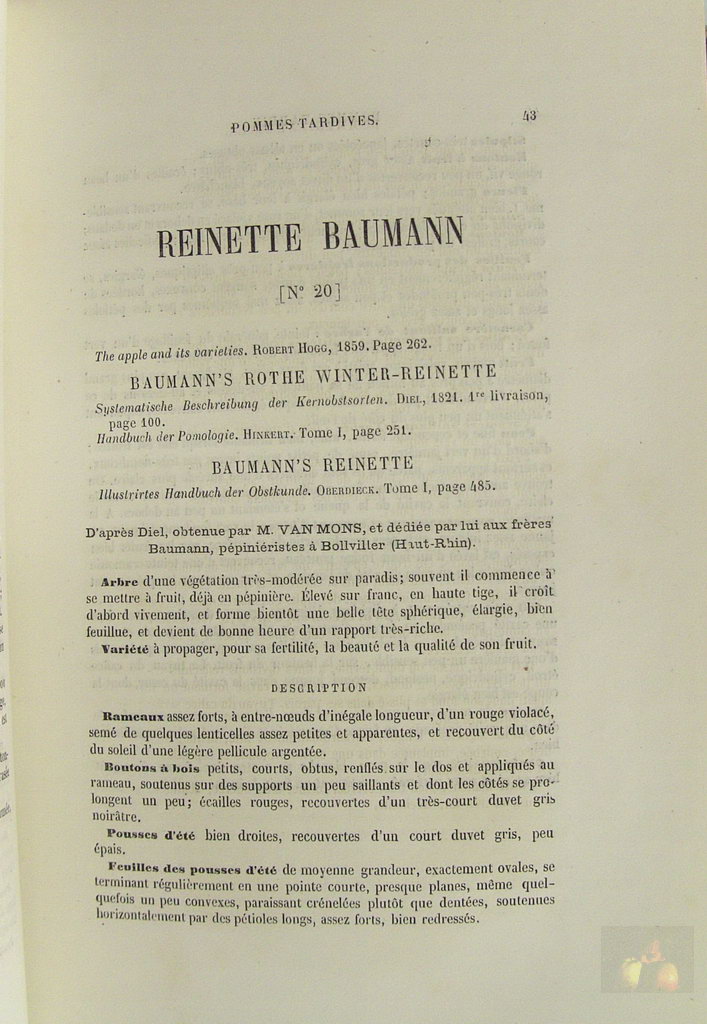 POMMES TARDIVES.
43
REINETTE BAUMANN
[N° 20]
The apple and its varieties. ROBERT HOGG, 1859. Page 262.
BAUMANN'S ROTHE WINTER-REINETTE
Systematische Beschreibung der Kernobstsorten. DIEL, 1821. 1re livraison,
page 100.
Handbuch der Pomologie. HINKERT. Tome I, page 251.
BAUMANN'S REINETTE
Illustrirtes Handbuch der Obstkunde. OBERDIECK. Tome I, page 485.
D'après Diel, obtenue par M. VAN MONS, et dédiée par lui aux frères
Baumann, pépiniéristes à Bollviller (Haut-Rhin).
Arbre d'une végétation très-modérée sur paradis; souvent il commence à
se mettre à fruit, déjà en pépinière. Élevé sur franc, en haute tige, il croît
d'abord vivement, et forme bientôt une belle tête sphérique, élargie, bien
feuillue, et devient de bonne heure d'un rapport très-riche.
Variété à propager, pour sa fertilité, la beauté et la qualité de son fruit.
DESCRIPTION
Rameaux assez forts, à entre-nœuds d'inégale longueur, d'un rouge violacé,
semé de quelques lenticelles assez petites et apparentes, et recouvert du côté
du soleil d'une légère pellicule argentée.
Boutons à bois petits, courts, obtus, renflés sur le dos et appliqués au
rameau, soutenus sur des supports un peu saillants et dont les côtés se pro-
longent un peu; écailles rouges, recouvertes d'un très-court duvet gris
noirâtre.
Pousses d'été bien droites, recouvertes d'un court duvet gris, peu
épais.
Feuilles des pousses d'été de moyenne grandeur, exactement ovales, se
terminant régulièrement en une pointe courte, presque planes, même quel-
quefois un peu convexes, paraissant crénelées plutôt que dentées, soutenues
horizontalement par des pétioles longs, assez forts, bien redressés.